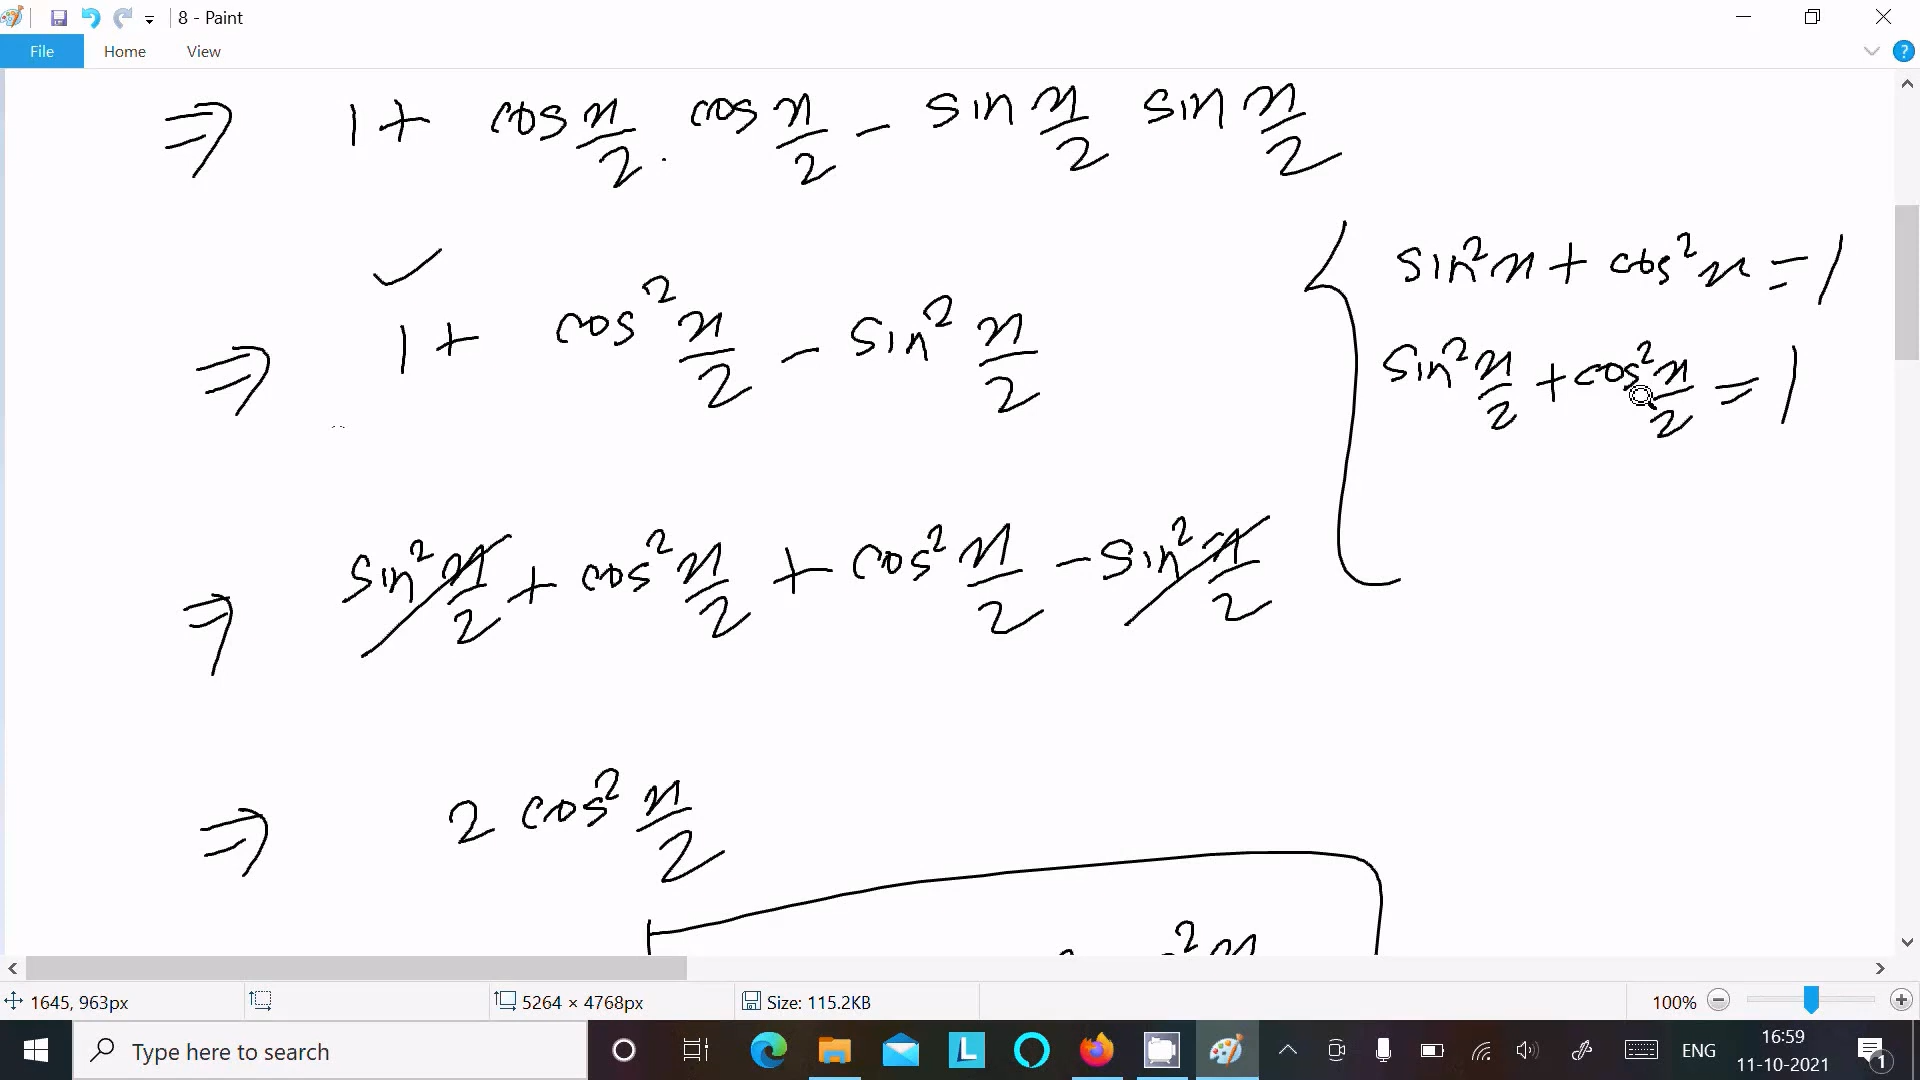 8 - Paint
File Home View
⇒ 1 + cos x/2 . cos x/2 - sin x/2 sin x/2
✓
⇒ 1 + cos² x/2 - sin² x/2
sin²x + cos²x = 1
sin² x/2 + cos² x/2 = 1
⇒ sin² x/2 + cos² x/2 + cos² x/2 - sin² x/2
⇒ 2 cos² x/2
1645, 963px 5264 × 4768px Size: 115.2KB 100%
Type here to search
L
ENG
16:59
11-10-2021
1